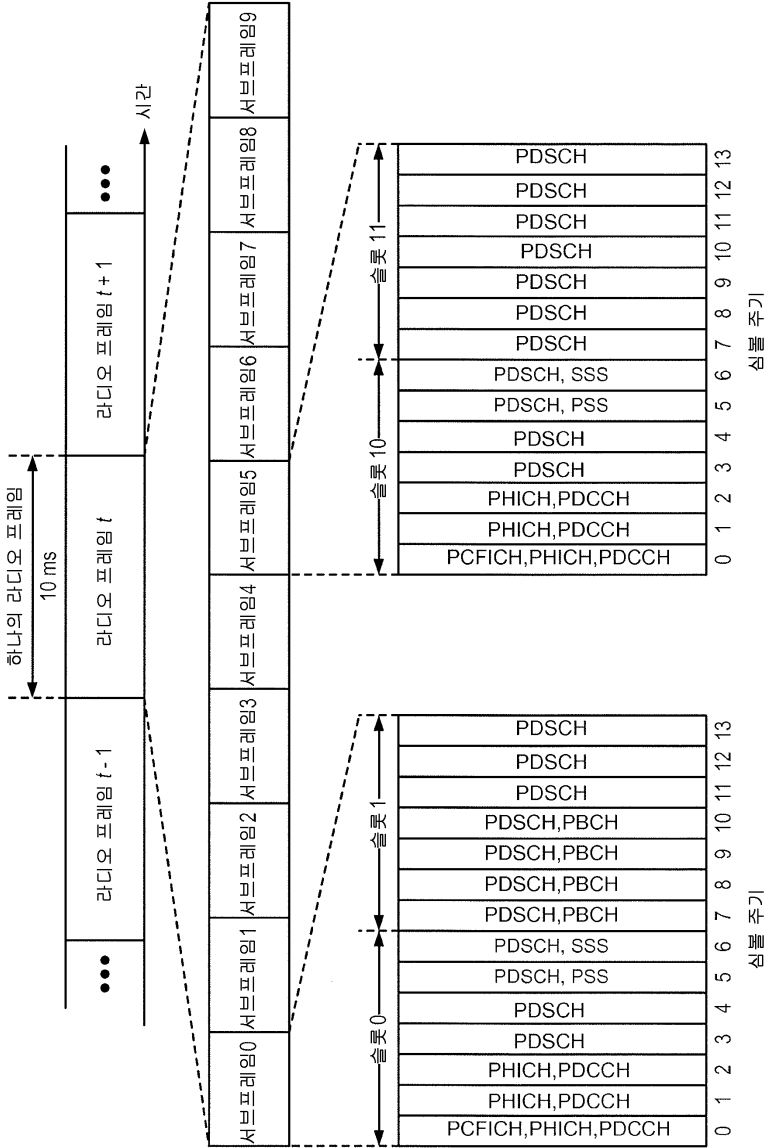 하나의 라디오 프레임
10 ms
••• 라디오 프레임 t - 1 라디오 프레임 t 라디오 프레임 t + 1 •••
시간
서브프레임0 서브프레임1 서브프레임2 서브프레임3 서브프레임4 서브프레임5 서브프레임6 서브프레임7 서브프레임8 서브프레임9
슬롯 0 슬롯 1
PCFICH,PHICH,PDCCH
PHICH,PDCCH
PHICH,PDCCH
PDSCH
PDSCH
PDSCH, PSS
PDSCH, SSS
PDSCH,PBCH
PDSCH,PBCH
PDSCH,PBCH
PDSCH,PBCH
PDSCH
PDSCH
PDSCH
0 1 2 3 4 5 6 7 8 9 10 11 12 13
심볼 주기
슬롯 10 슬롯 11
PCFICH,PHICH,PDCCH
PHICH,PDCCH
PHICH,PDCCH
PDSCH
PDSCH
PDSCH, PSS
PDSCH, SSS
PDSCH
PDSCH
PDSCH
PDSCH
PDSCH
PDSCH
PDSCH
0 1 2 3 4 5 6 7 8 9 10 11 12 13
심볼 주기